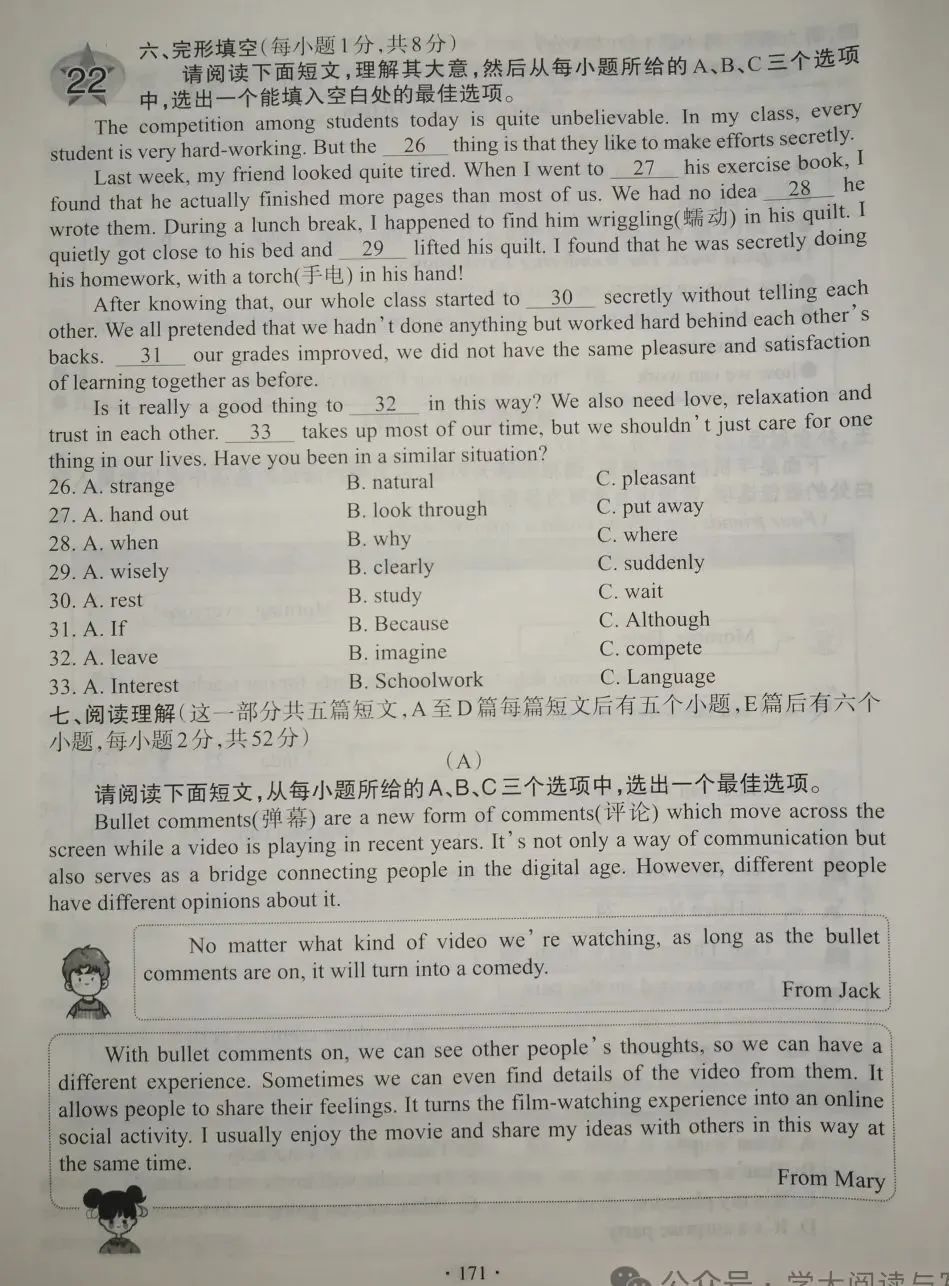 22
六、完形填空(每小题1分,共8分)
请阅读下面短文,理解其大意,然后从每小题所给的A、B、C三个选项
中,选出一个能填入空白处的最佳选项。
The competition among students today is quite unbelievable. In my class, every
student is very hard-working. But the 26 thing is that they like to make efforts secretly.
Last week, my friend looked quite tired. When I went to 27 his exercise book, I
found that he actually finished more pages than most of us. We had no idea 28 he
wrote them. During a lunch break, I happened to find him wriggling(蠕动) in his quilt. I
quietly got close to his bed and 29 lifted his quilt. I found that he was secretly doing
his homework, with a torch(手电) in his hand!
After knowing that, our whole class started to 30 secretly without telling each
other. We all pretended that we hadn't done anything but worked hard behind each other's
backs. 31 our grades improved, we did not have the same pleasure and satisfaction
of learning together as before.
Is it really a good thing to 32 in this way? We also need love, relaxation and
trust in each other. 33 takes up most of our time, but we shouldn't just care for one
thing in our lives. Have you been in a similar situation?
26. A. strange B. natural C. pleasant
27. A. hand out B. look through C. put away
28. A. when B. why C. where
29. A. wisely B. clearly C. suddenly
30. A. rest B. study C. wait
31. A. If B. Because C. Although
32. A. leave B. imagine C. compete
33. A. Interest B. Schoolwork C. Language
七、阅读理解(这一部分共五篇短文,A至D篇每篇短文后有五个小题,E篇后有六个
小题,每小题2分,共52分)
(A)
请阅读下面短文,从每小题所给的A、B、C三个选项中,选出一个最佳选项。
Bullet comments(弹幕) are a new form of comments(评论) which move across the
screen while a video is playing in recent years. It's not only a way of communication but
also serves as a bridge connecting people in the digital age. However, different people
have different opinions about it.
No matter what kind of video we're watching, as long as the bullet
comments are on, it will turn into a comedy.
From Jack
With bullet comments on, we can see other people's thoughts, so we can have a
different experience. Sometimes we can even find details of the video from them. It
allows people to share their feelings. It turns the film-watching experience into an online
social activity. I usually enjoy the movie and share my ideas with others in this way at
the same time.
From Mary
· 171 ·
公众号·学大阅读与